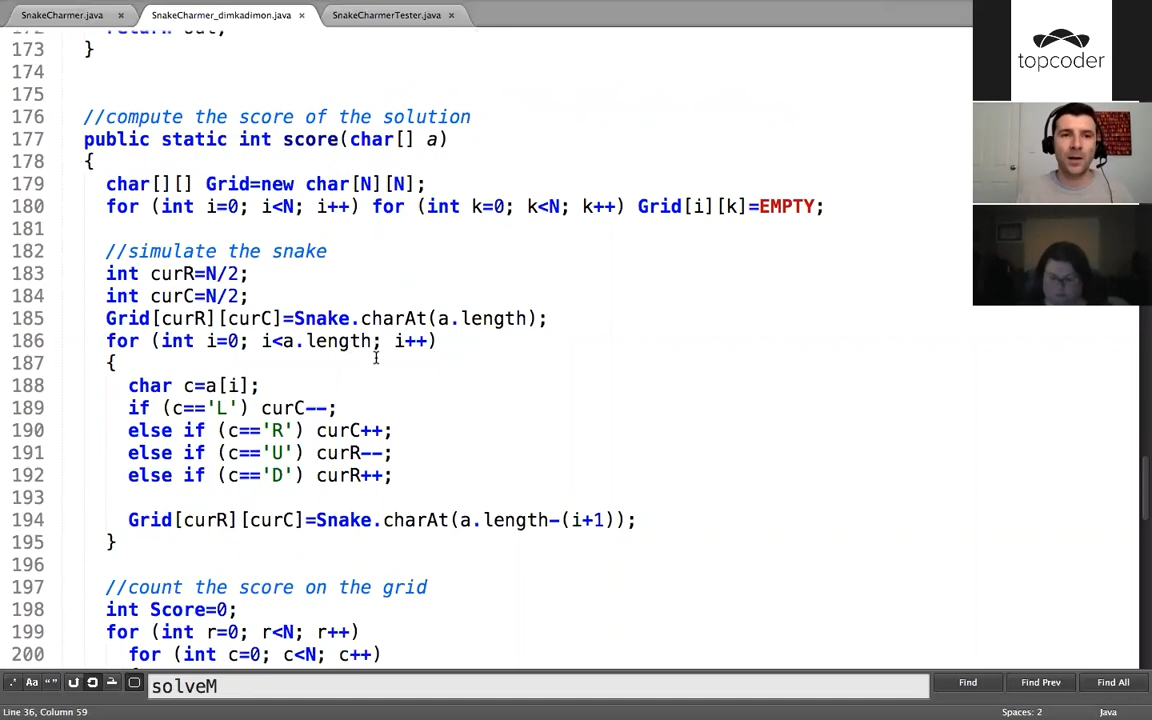 SnakeCharmer.java × SnakeCharmer_dimkadimon.java × SnakeCharmerTester.java ×
172 return out;
173 }
174
175
176 //compute the score of the solution
177 public static int score(char[] a)
178 {
179 char[][] Grid=new char[N][N];
180 for (int i=0; i<N; i++) for (int k=0; k<N; k++) Grid[i][k]=EMPTY;
181
182 //simulate the snake
183 int curR=N/2;
184 int curC=N/2;
185 Grid[curR][curC]=Snake.charAt(a.length);
186 for (int i=0; i<a.length; i++)
187 {
188 char c=a[i];
189 if (c=='L') curC--;
190 else if (c=='R') curC++;
191 else if (c=='U') curR--;
192 else if (c=='D') curR++;
193
194 Grid[curR][curC]=Snake.charAt(a.length-(i+1));
195 }
196
197 //count the score on the grid
198 int Score=0;
199 for (int r=0; r<N; r++)
200 for (int c=0; c<N; c++)
.* Aa “” solveM Find Find Prev Find All
Line 36, Column 59 Spaces: 2 Java
topcoder